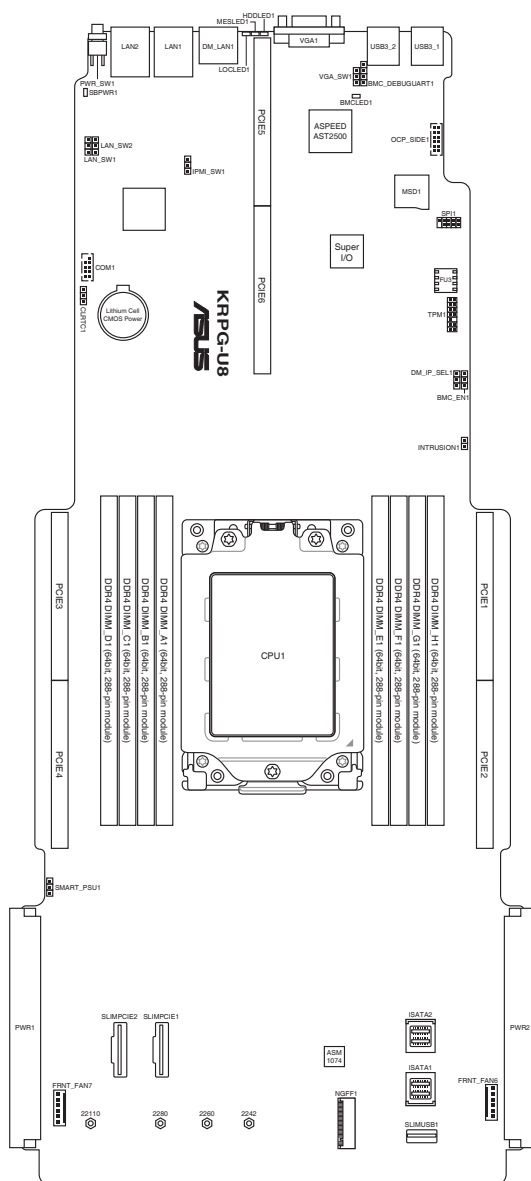 HDDLED1
MESLED1
LAN2
LAN1
DM_LAN1
VGA1
USB3_2
USB3_1
LOCLED1
PWR_SW1
SBPWR1
VGA_SW1
BMC_DEBUGUART1
BMCLED1
PCIE5
ASPEED
AST2500
OCP_SIDE1
LAN_SW2
LAN_SW1
IPMI_SW1
MSD1
SPI1
Super
I/O
COM1
CLRTC1
Lithium Cell
CMOS Power
KRPG-U8
ASUS
PCIE6
FU3
TPM1
DM_IP_SEL1
BMC_EN1
INTRUSION1
PCIE3
PCIE4
DDR4 DIMM_D1 (64bit, 288-pin module)
DDR4 DIMM_C1 (64bit, 288-pin module)
DDR4 DIMM_B1 (64bit, 288-pin module)
DDR4 DIMM_A1 (64bit, 288-pin module)
CPU1
DDR4 DIMM_E1 (64bit, 288-pin module)
DDR4 DIMM_F1 (64bit, 288-pin module)
DDR4 DIMM_G1 (64bit, 288-pin module)
DDR4 DIMM_H1 (64bit, 288-pin module)
PCIE1
PCIE2
SMART_PSU1
PWR1
PWR2
SLIMPCIE2
SLIMPCIE1
ISATA2
ASM
1074
ISATA1
FRNT_FAN7
FRNT_FAN6
NGFF1
22110
2280
2260
2242
SLIMUSB1